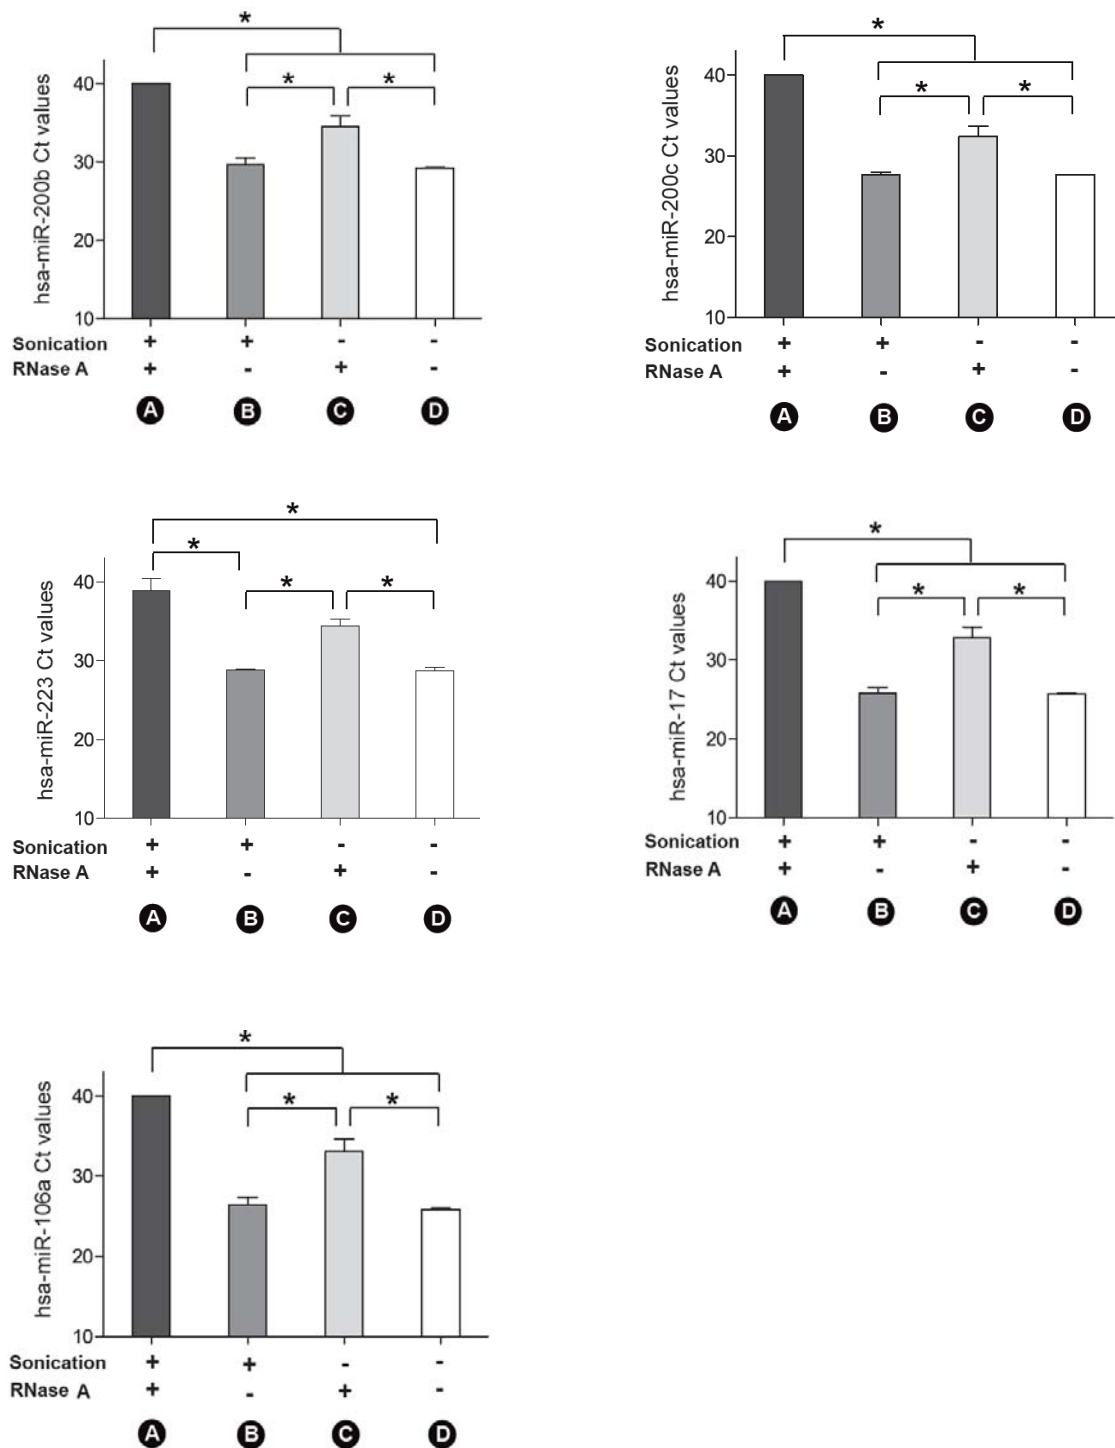 *
* *
hsa-miR-200b Ct values
40
30
20
10
Sonication + + - -
RNase A + - + -
A B C D
*
* *
hsa-miR-200c Ct values
40
30
20
10
Sonication + + - -
RNase A + - + -
A B C D
*
* * *
hsa-miR-223 Ct values
40
30
20
10
Sonication + + - -
RNase A + - + -
A B C D
*
* *
hsa-miR-17 Ct values
40
30
20
10
Sonication + + - -
RNase A + - + -
A B C D
*
* *
hsa-miR-106a Ct values
40
30
20
10
Sonication + + - -
RNase A + - + -
A B C D